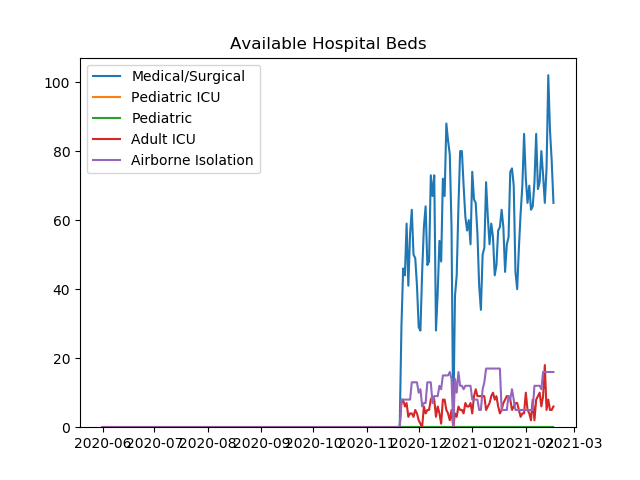 Available Hospital Beds
Medical/Surgical
Pediatric ICU
Pediatric
Adult ICU
Airborne Isolation
100
80
60
40
20
0
2020-06 2020-07 2020-08 2020-09 2020-10 2020-11 2020-12 2021-01 2021-02 2021-03